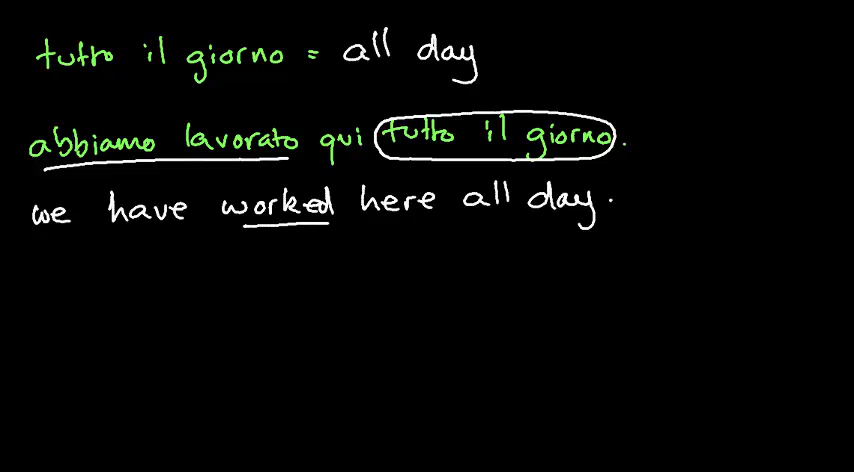 tutto il giorno = all day
abbiamo lavorato qui tutto il giorno.
we have worked here all day.